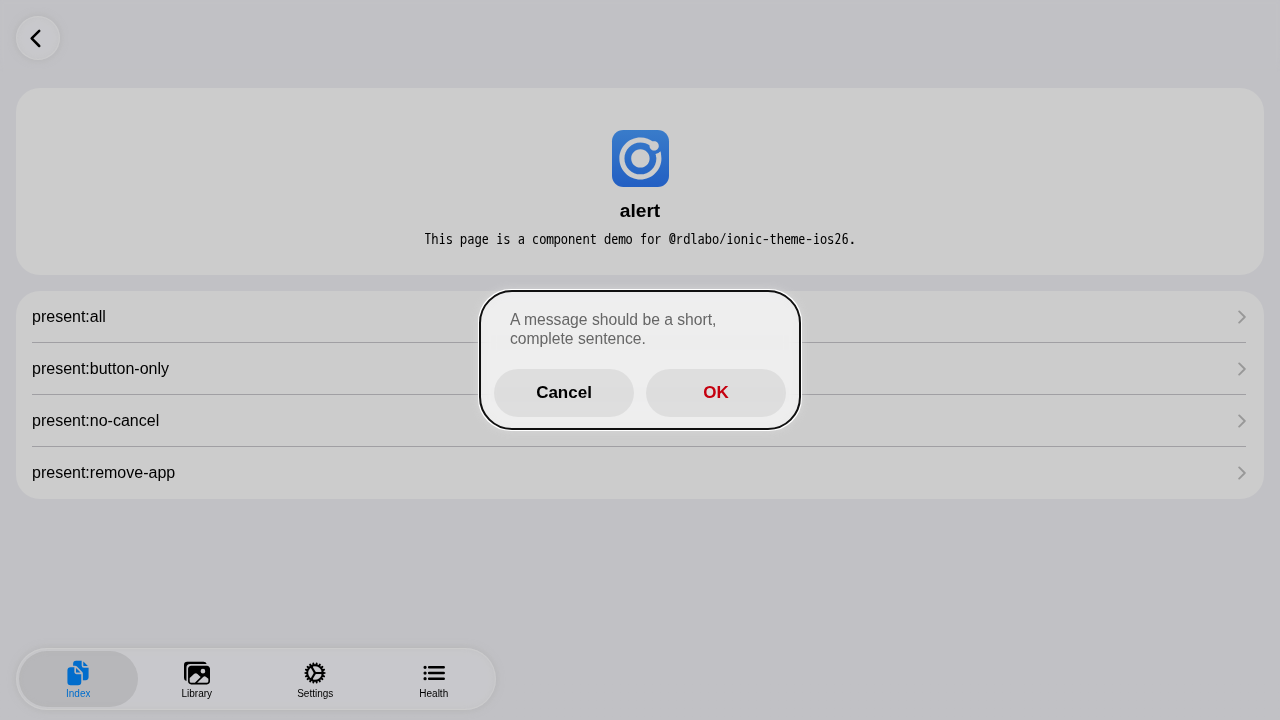 alert
This page is a component demo for @rdlabo/ionic-theme-ios26.
present:all
A message should be a short,
complete sentence.
present:button-only
Cancel
OK
present:no-cancel
present:remove-app
Index
Library
Settings
Health